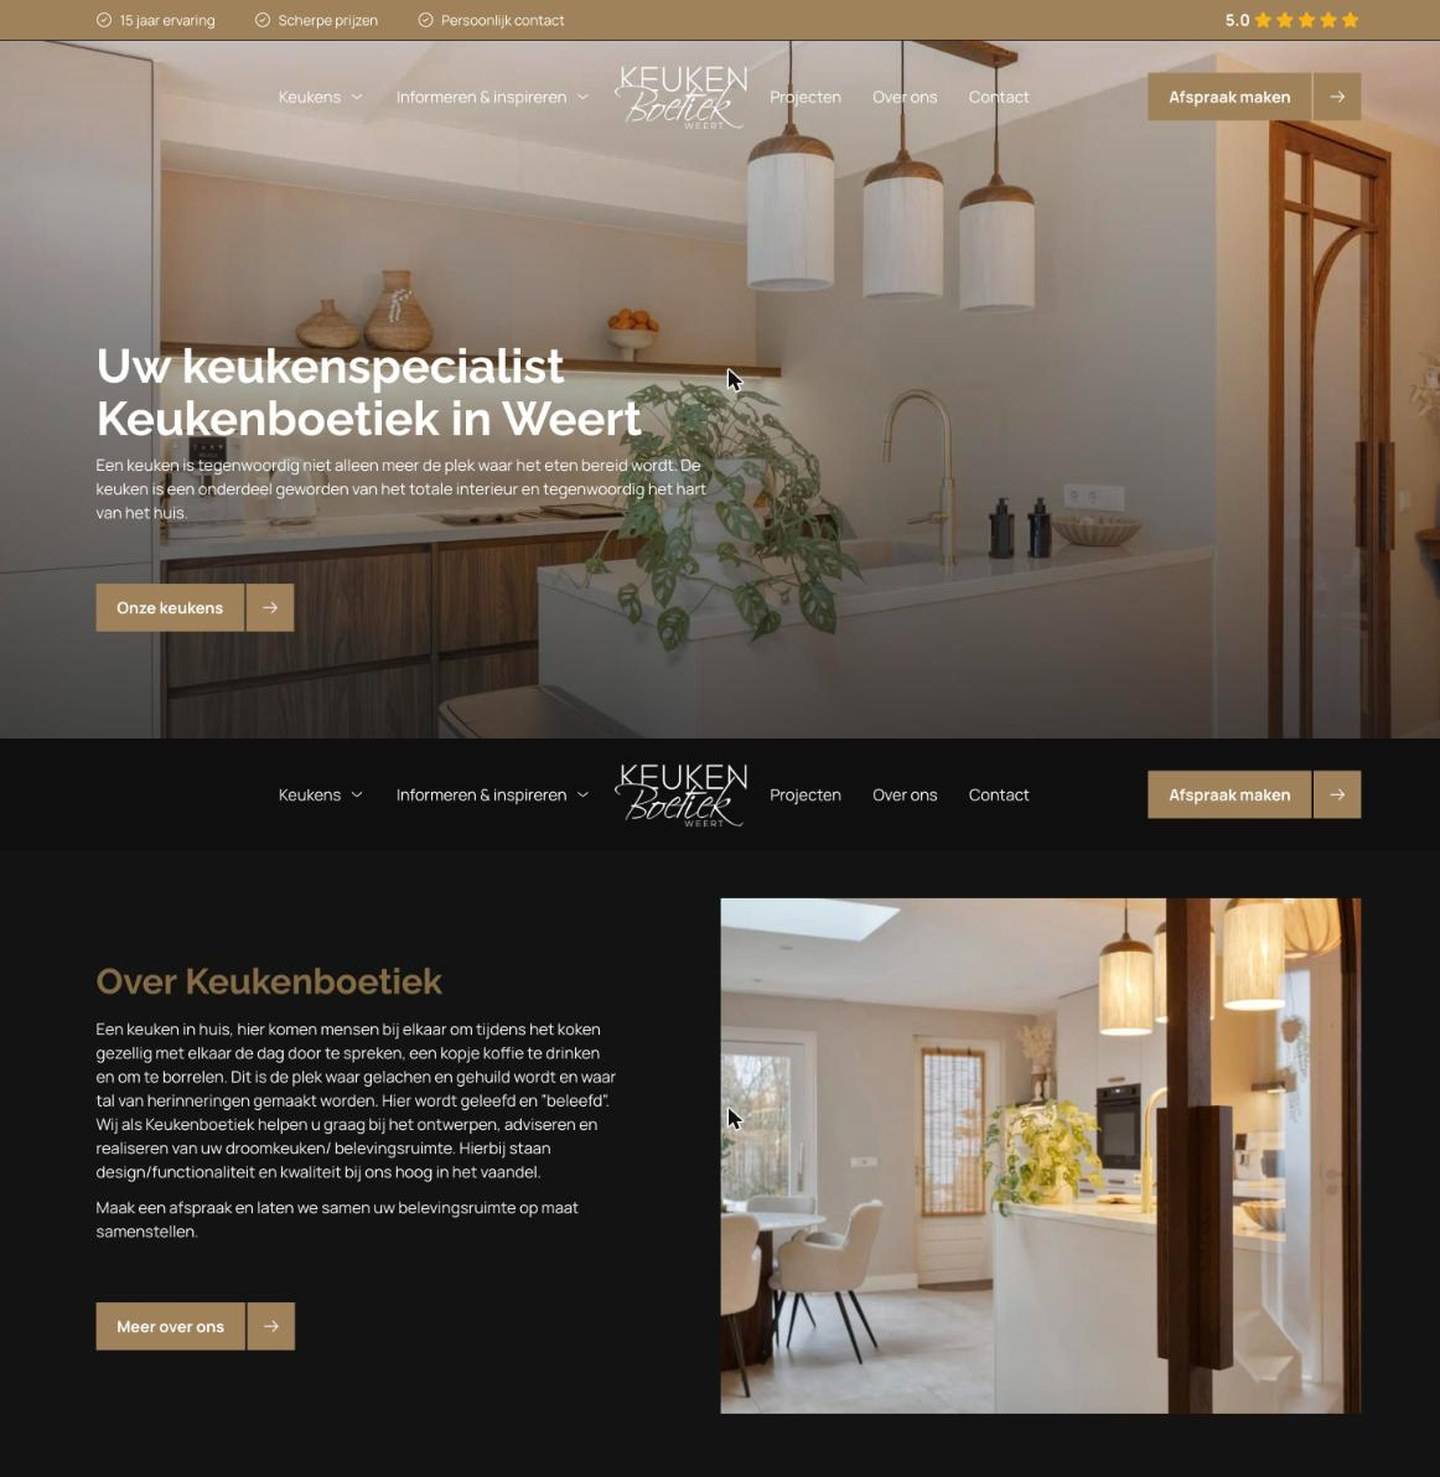 15 jaar ervaring
Scherpe prijzen
Persoonlijk contact
5.0
Keukens
Informeren & inspireren
KEUKEN
Boetiek
WEERT
Projecten
Over ons
Contact
Afspraak maken
Uw keukenspecialist
Keukenboetiek in Weert
Een keuken is tegenwoordig niet alleen meer de plek waar het eten bereid wordt. De
keuken is een onderdeel geworden van het totale interieur en tegenwoordig het hart
van het huis.
Onze keukens
Keukens
Informeren & inspireren
KEUKEN
Boetiek
WEERT
Projecten
Over ons
Contact
Afspraak maken
Over Keukenboetiek
Een keuken in huis, hier komen mensen bij elkaar om tijdens het koken
gezellig met elkaar de dag door te spreken, een kopje koffie te drinken
en om te borrelen. Dit is de plek waar gelachen en gehuild wordt en waar
tal van herinneringen gemaakt worden. Hier wordt geleefd en "beleefd".
Wij als Keukenboetiek helpen u graag bij het ontwerpen, adviseren en
realiseren van uw droomkeuken/ belevingsruimte. Hierbij staan
design/functionaliteit en kwaliteit bij ons hoog in het vaandel.
Maak een afspraak en laten we samen uw belevingsruimte op maat
samenstellen.
Meer over ons